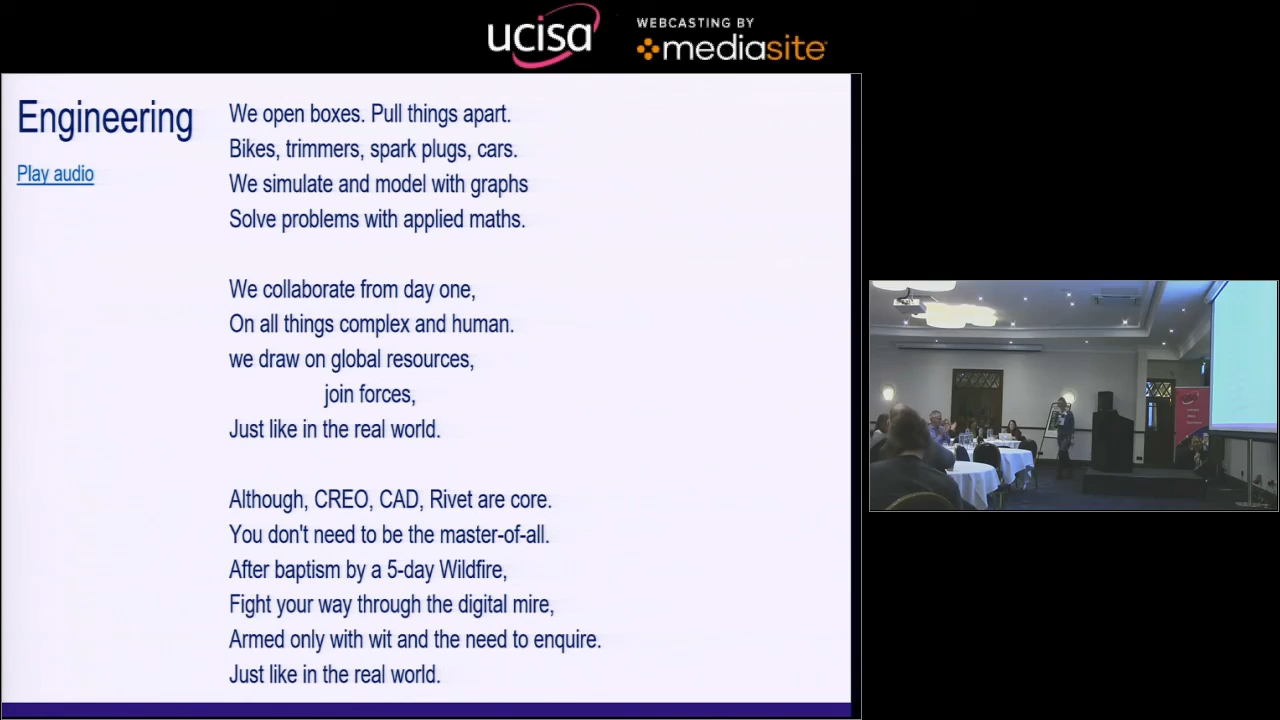 ucisa
WEBCASTING BY
mediasite
Engineering
Play audio
We open boxes. Pull things apart.
Bikes, trimmers, spark plugs, cars.
We simulate and model with graphs
Solve problems with applied maths.
We collaborate from day one,
On all things complex and human.
we draw on global resources,
join forces,
Just like in the real world.
Although, CREO, CAD, Rivet are core.
You don't need to be the master-of-all.
After baptism by a 5-day Wildfire,
Fight your way through the digital mire,
Armed only with wit and the need to enquire.
Just like in the real world.